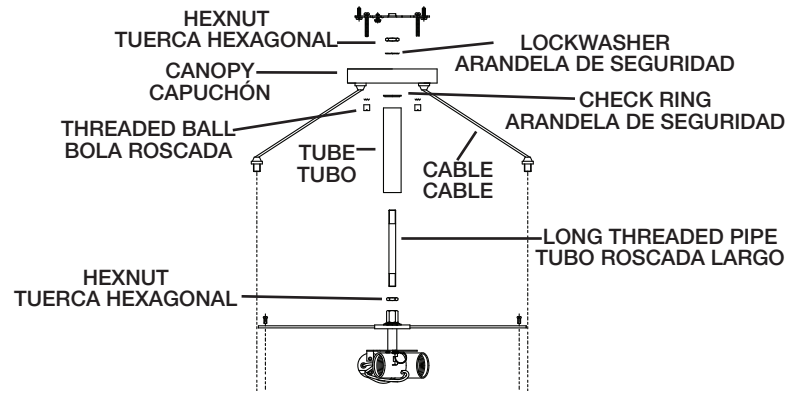 HEXNUT
TUERCA HEXAGONAL
LOCKWASHER
ARANDELA DE SEGURIDAD
CANOPY
CAPUCHÓN
CHECK RING
ARANDELA DE SEGURIDAD
THREADED BALL
BOLA ROSCADA
TUBE
TUBO
CABLE
CABLE
LONG THREADED PIPE
TUBO ROSCADA LARGO
HEXNUT
TUERCA HEXAGONAL